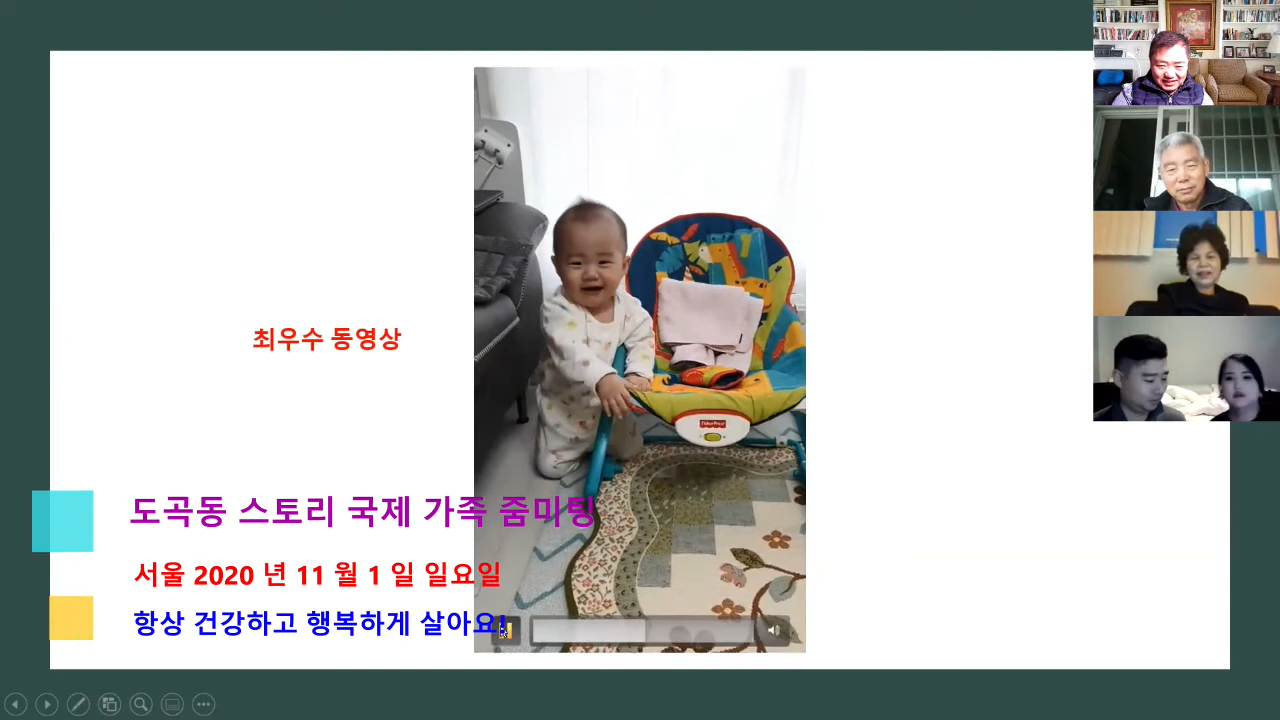 최우수 동영상
도곡동 스토리 국제 가족 줌미팅
서울 2020 년 11 월 1 일 일요일
항상 건강하고 행복하게 살아요!
Fisher-Price